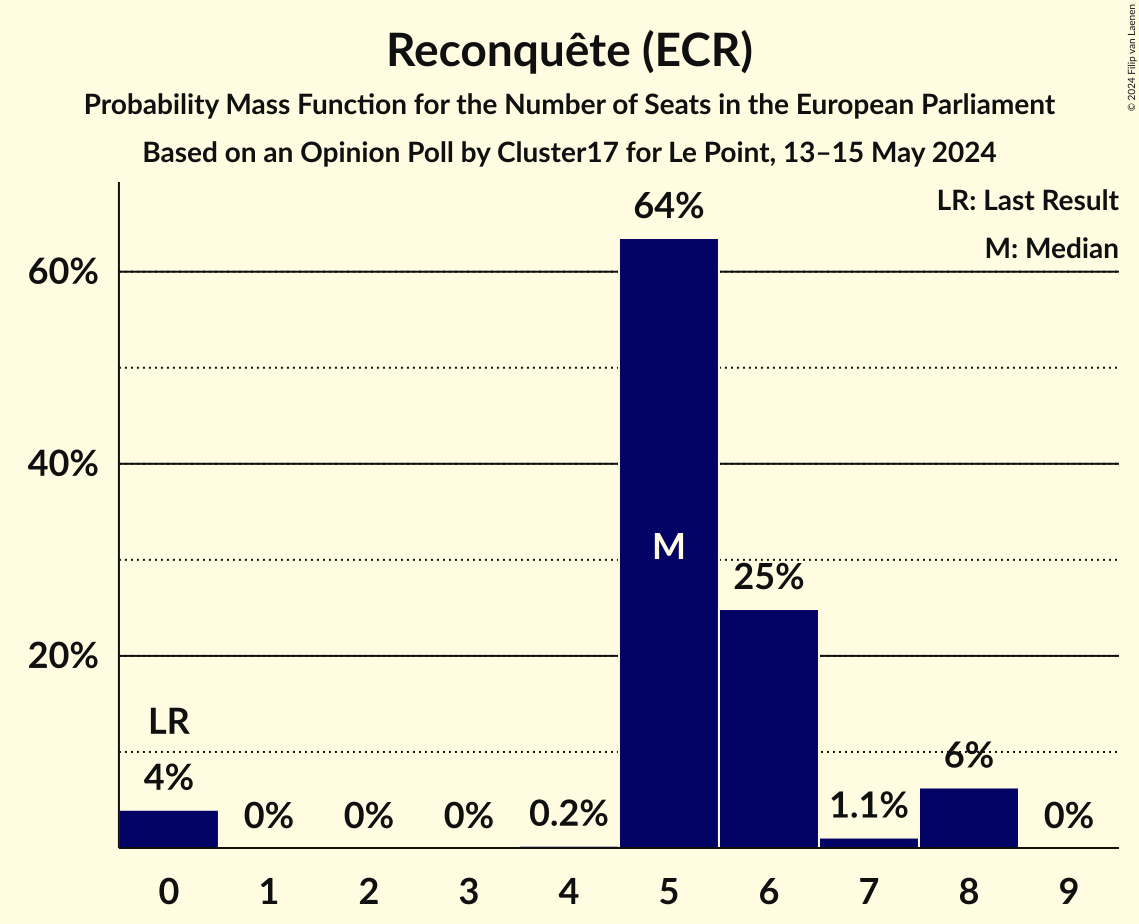 Reconquête (ECR)
Probability Mass Function for the Number of Seats in the European Parliament
Based on an Opinion Poll by Cluster17 for Le Point, 13–15 May 2024
© 2024 Filip van Laenen
LR: Last Result
M: Median
60%
40%
20%
64%
M
25%
LR
4%
0%
0%
0%
0.2%
1.1%
6%
0%
0 1 2 3 4 5 6 7 8 9